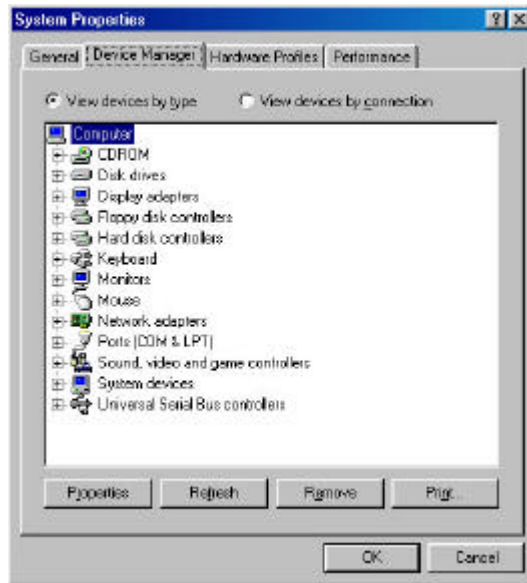 System Properties
General Device Manager Hardware Profiles Performance
View devices by type View devices by connection
Computer
CDROM
Disk drives
Display adapters
Floppy disk controllers
Hard disk controllers
Keyboard
Monitors
Mouse
Network adapters
Ports (COM & LPT)
Sound, video and game controllers
System devices
Universal Serial Bus controllers
Properties Refresh Remove Print...
OK Cancel